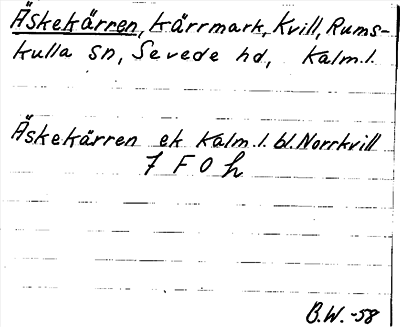 Äskekärren, kärrmark, Kvill, Rums-
kulla sn, Sevede hd, Kalm.l.
Äskekärren ek Kalm.l. bl. Norrkvill
7 F 0 h
B.W.-58